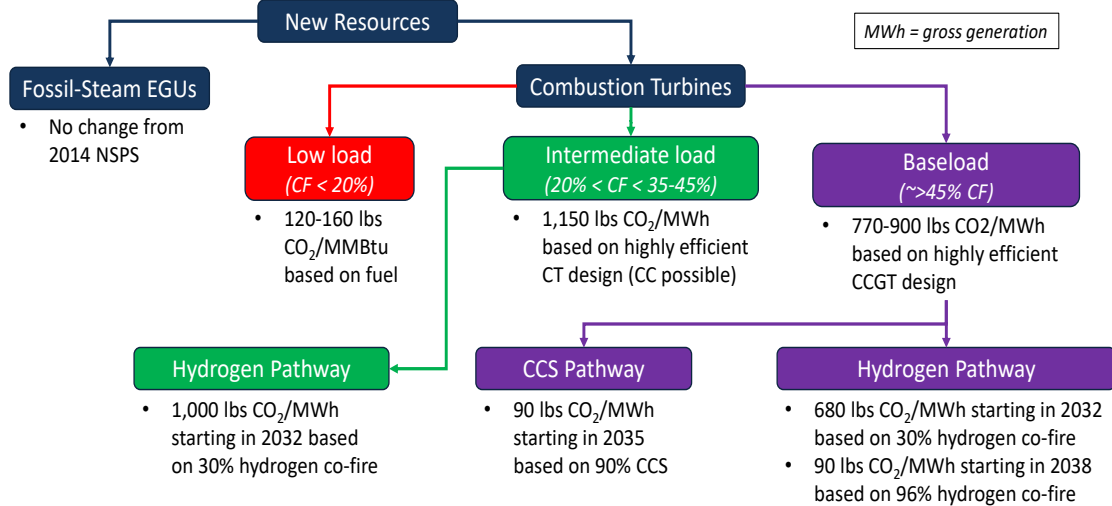 New Resources
MWh = gross generation
Fossil-Steam EGUs
• No change from
2014 NSPS
Combustion Turbines
Low load
(CF < 20%)
• 120-160 lbs
CO₂/MMBtu
based on fuel
Intermediate load
(20% < CF < 35-45%)
• 1,150 lbs CO₂/MWh
based on highly efficient
CT design (CC possible)
Baseload
(~>45% CF)
• 770-900 lbs CO2/MWh
based on highly efficient
CCGT design
Hydrogen Pathway
• 1,000 lbs CO₂/MWh
starting in 2032 based
on 30% hydrogen co-fire
CCS Pathway
• 90 lbs CO₂/MWh
starting in 2035
based on 90% CCS
Hydrogen Pathway
• 680 lbs CO₂/MWh starting in 2032
based on 30% hydrogen co-fire
• 90 lbs CO₂/MWh starting in 2038
based on 96% hydrogen co-fire